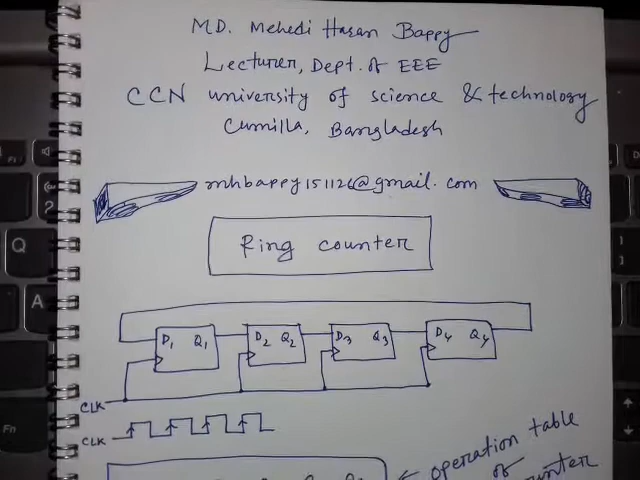 MD. Mehedi Hasan Bappy
Lecturer, Dept. of EEE
CCN university of science & technology
Cumilla, Bangladesh
mhbappy151126@gmail.com
Ring counter
D1 Q1 D2 Q2 D3 Q3 D4 Q4
CLK
CLK
operation table
of